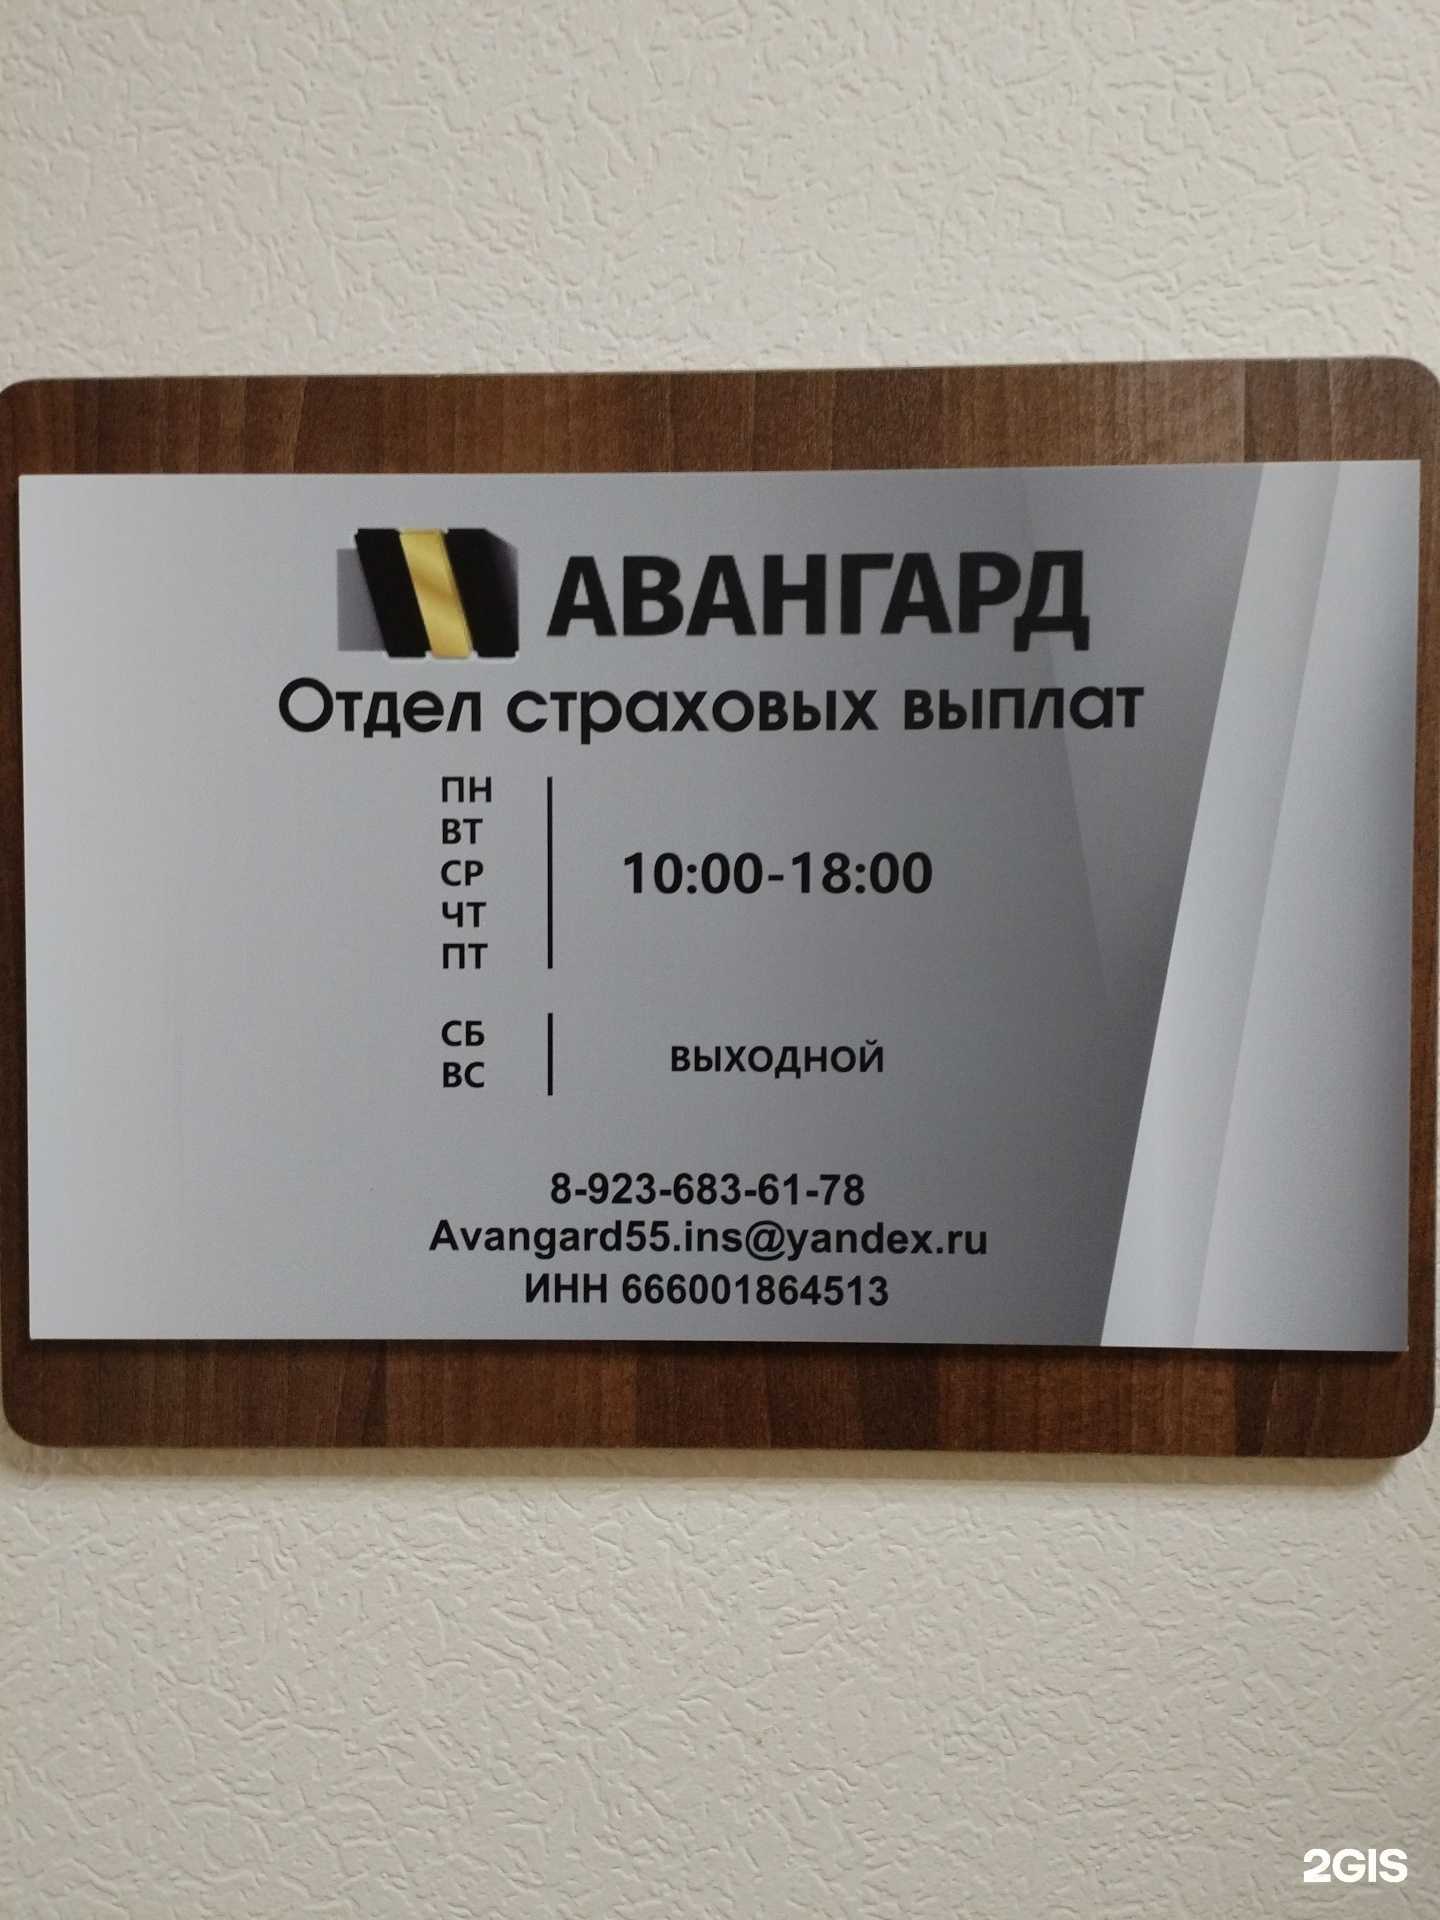 АВАНГАРД
Отдел страховых выплат
ПН
ВТ
СР
ЧТ
ПТ
10:00-18:00
СБ
ВС
ВЫХОДНОЙ
8-923-683-61-78
Avangard55.ins@yandex.ru
ИНН 666001864513
2GIS